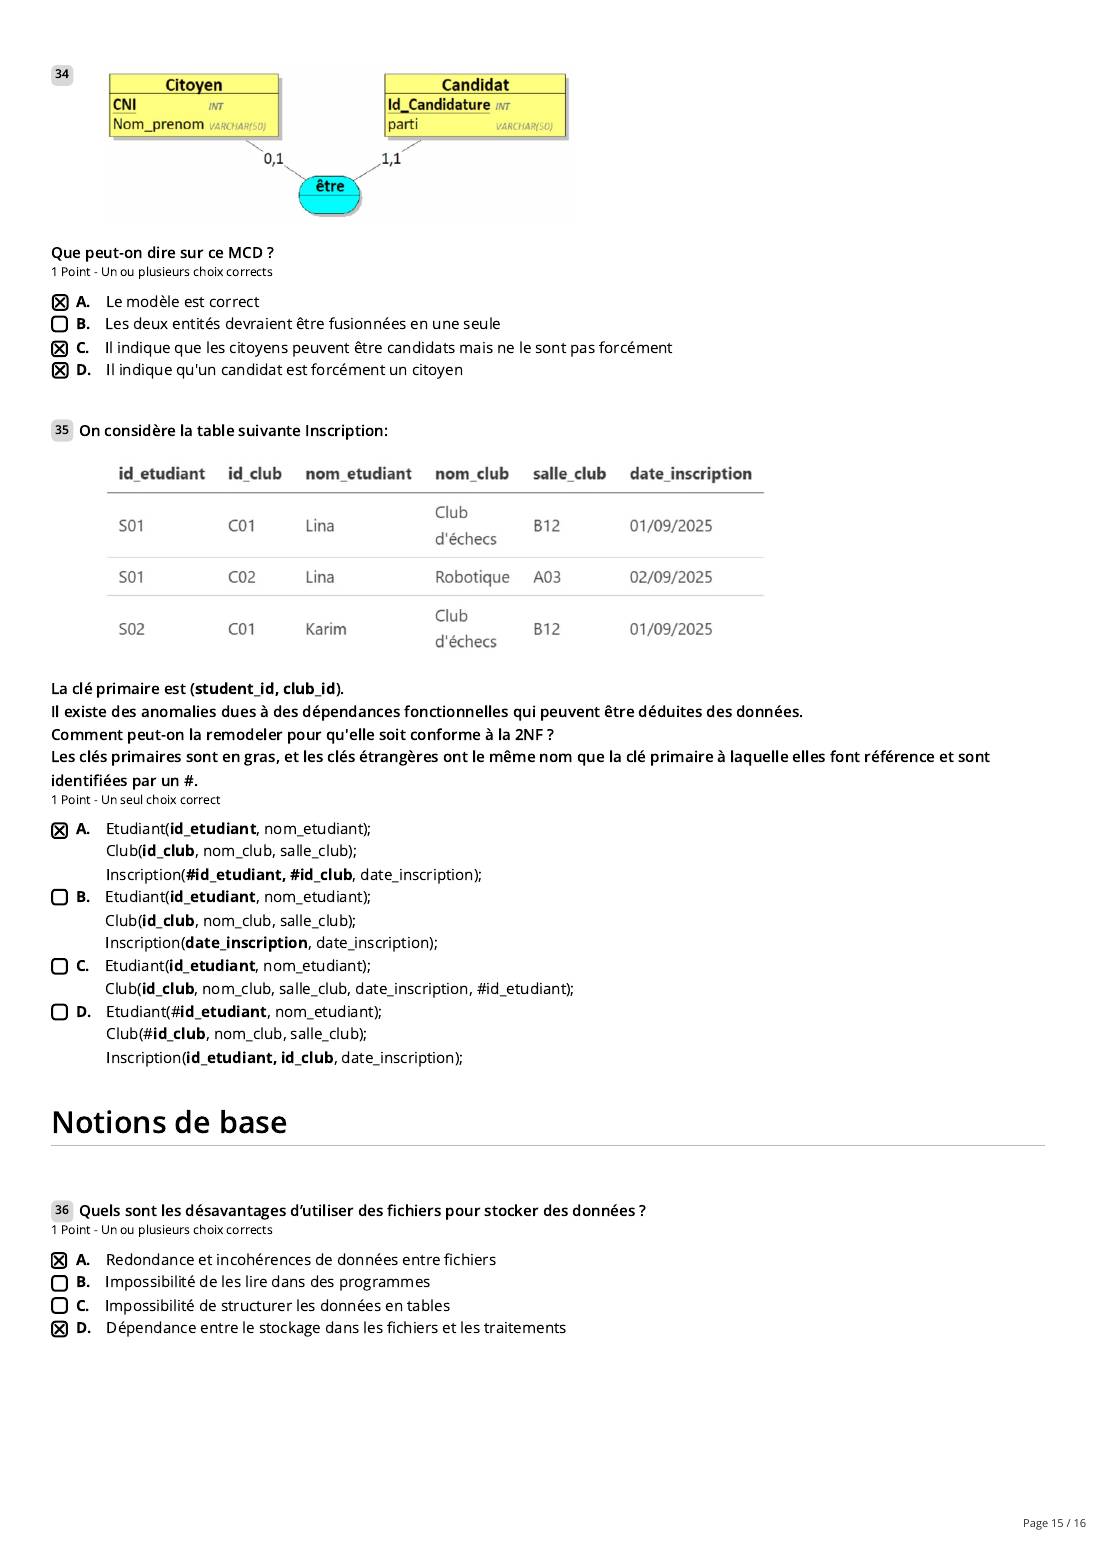 34
Citoyen
CNI INT
Nom_prenom VARCHAR(50)
Candidat
Id_Candidature INT
parti VARCHAR(50)
0,1
1,1
être
Que peut-on dire sur ce MCD ?
1 Point - Un ou plusieurs choix corrects
A. Le modèle est correct
B. Les deux entités devraient être fusionnées en une seule
C. Il indique que les citoyens peuvent être candidats mais ne le sont pas forcément
D. Il indique qu'un candidat est forcément un citoyen
35 On considère la table suivante Inscription:
id_etudiant id_club nom_etudiant nom_club salle_club date_inscription
S01 C01 Lina Club d'échecs B12 01/09/2025
S01 C02 Lina Robotique A03 02/09/2025
S02 C01 Karim Club d'échecs B12 01/09/2025
La clé primaire est (student_id, club_id).
Il existe des anomalies dues à des dépendances fonctionnelles qui peuvent être déduites des données.
Comment peut-on la remodeler pour qu'elle soit conforme à la 2NF ?
Les clés primaires sont en gras, et les clés étrangères ont le même nom que la clé primaire à laquelle elles font référence et sont
identifiées par un #.
1 Point - Un seul choix correct
A. Etudiant(id_etudiant, nom_etudiant);
Club(id_club, nom_club, salle_club);
Inscription(#id_etudiant, #id_club, date_inscription);
B. Etudiant(id_etudiant, nom_etudiant);
Club(id_club, nom_club, salle_club);
Inscription(date_inscription, date_inscription);
C. Etudiant(id_etudiant, nom_etudiant);
Club(id_club, nom_club, salle_club, date_inscription, #id_etudiant);
D. Etudiant(#id_etudiant, nom_etudiant);
Club(#id_club, nom_club, salle_club);
Inscription(id_etudiant, id_club, date_inscription);
Notions de base
36 Quels sont les désavantages d’utiliser des fichiers pour stocker des données ?
1 Point - Un ou plusieurs choix corrects
A. Redondance et incohérences de données entre fichiers
B. Impossibilité de les lire dans des programmes
C. Impossibilité de structurer les données en tables
D. Dépendance entre le stockage dans les fichiers et les traitements
Page 15 / 16